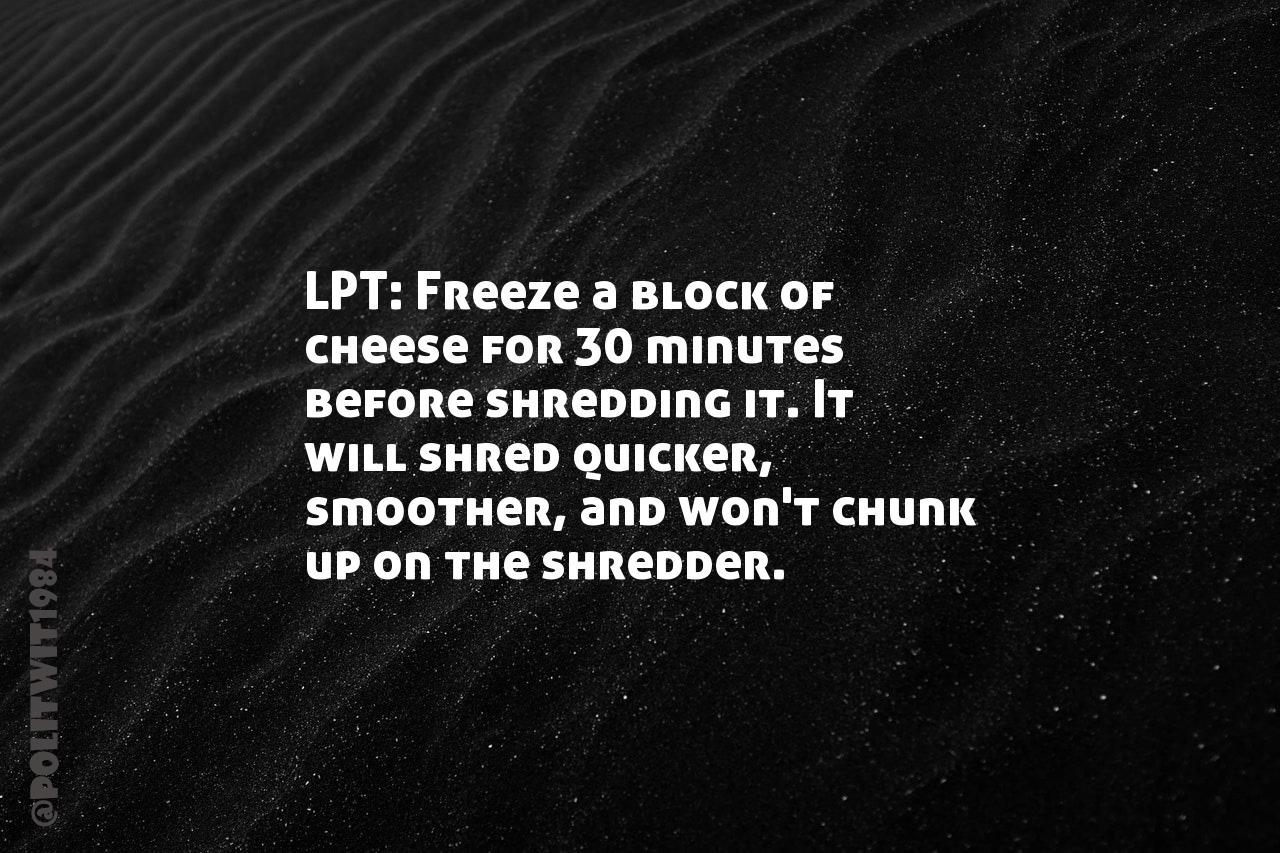 LPT: Freeze a block of
cheese for 30 minutes
before shredding it. It
will shred quicker,
smoother, and won't chunk
up on the shredder.
@POLITWIT1984